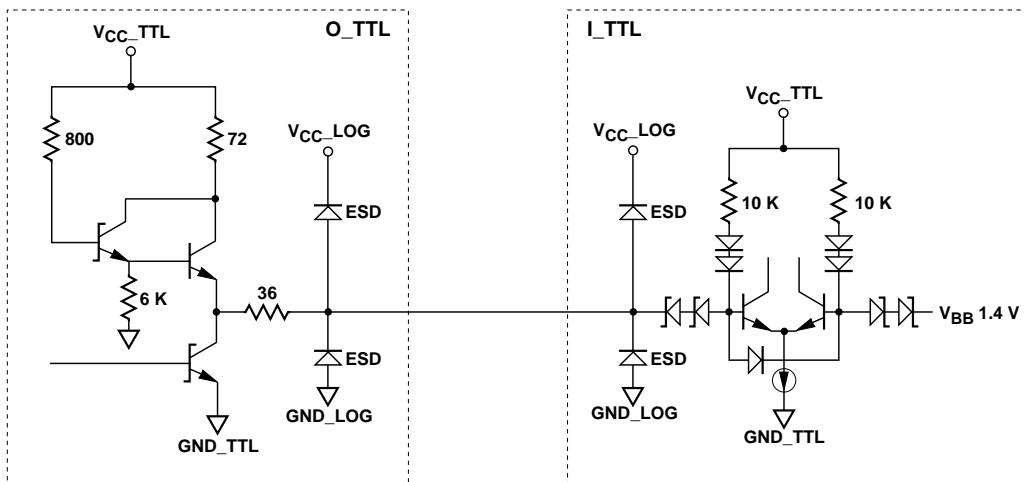 O_TTL
VCC_TTL
800
72
VCC_LOG
ESD
6 K
36
ESD
GND_LOG
GND_TTL
I_TTL
VCC_TTL
VCC_LOG
10 K
10 K
ESD
VBB 1.4 V
ESD
GND_LOG
GND_TTL